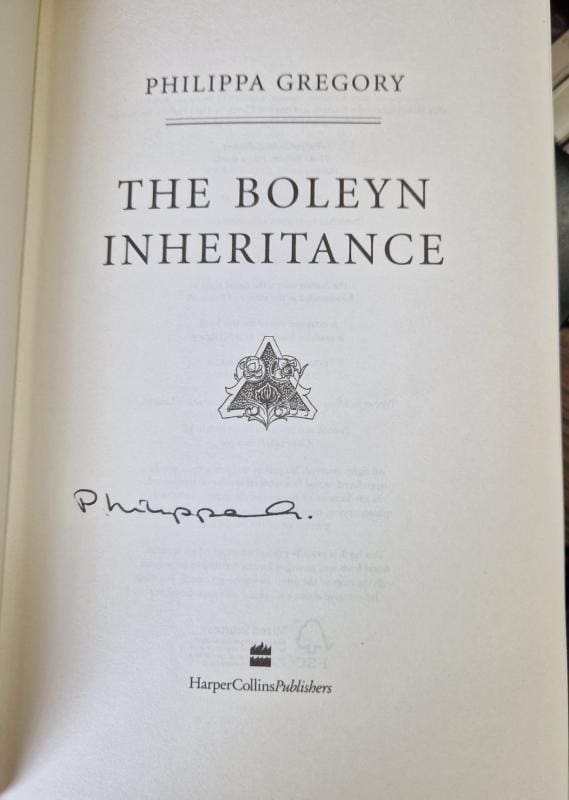 PHILIPPA GREGORY
THE BOLEYN
INHERITANCE
Philippa G.
HarperCollinsPublishers